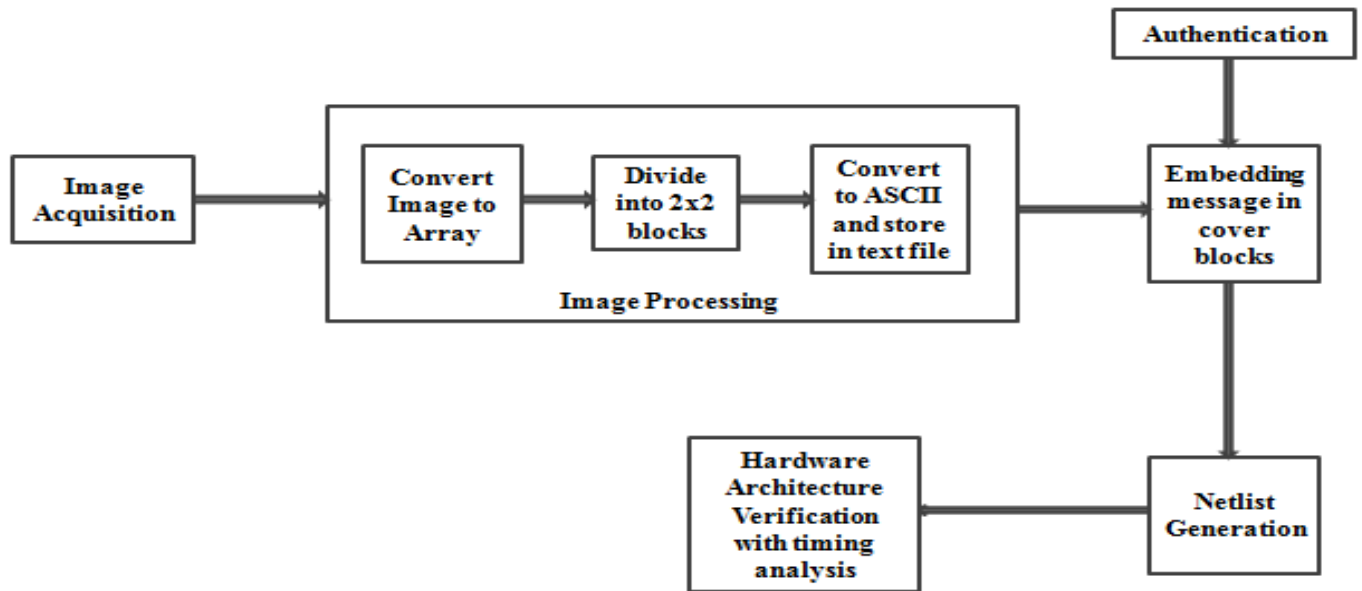 Authentication
Image
Acquisition
Convert
Image to
Array
Divide
into 2x2
blocks
Convert
to ASCII
and store
in text file
Image Processing
Embedding
message in
cover
blocks
Hardware
Architecture
Verification
with timing
analysis
Netlist
Generation